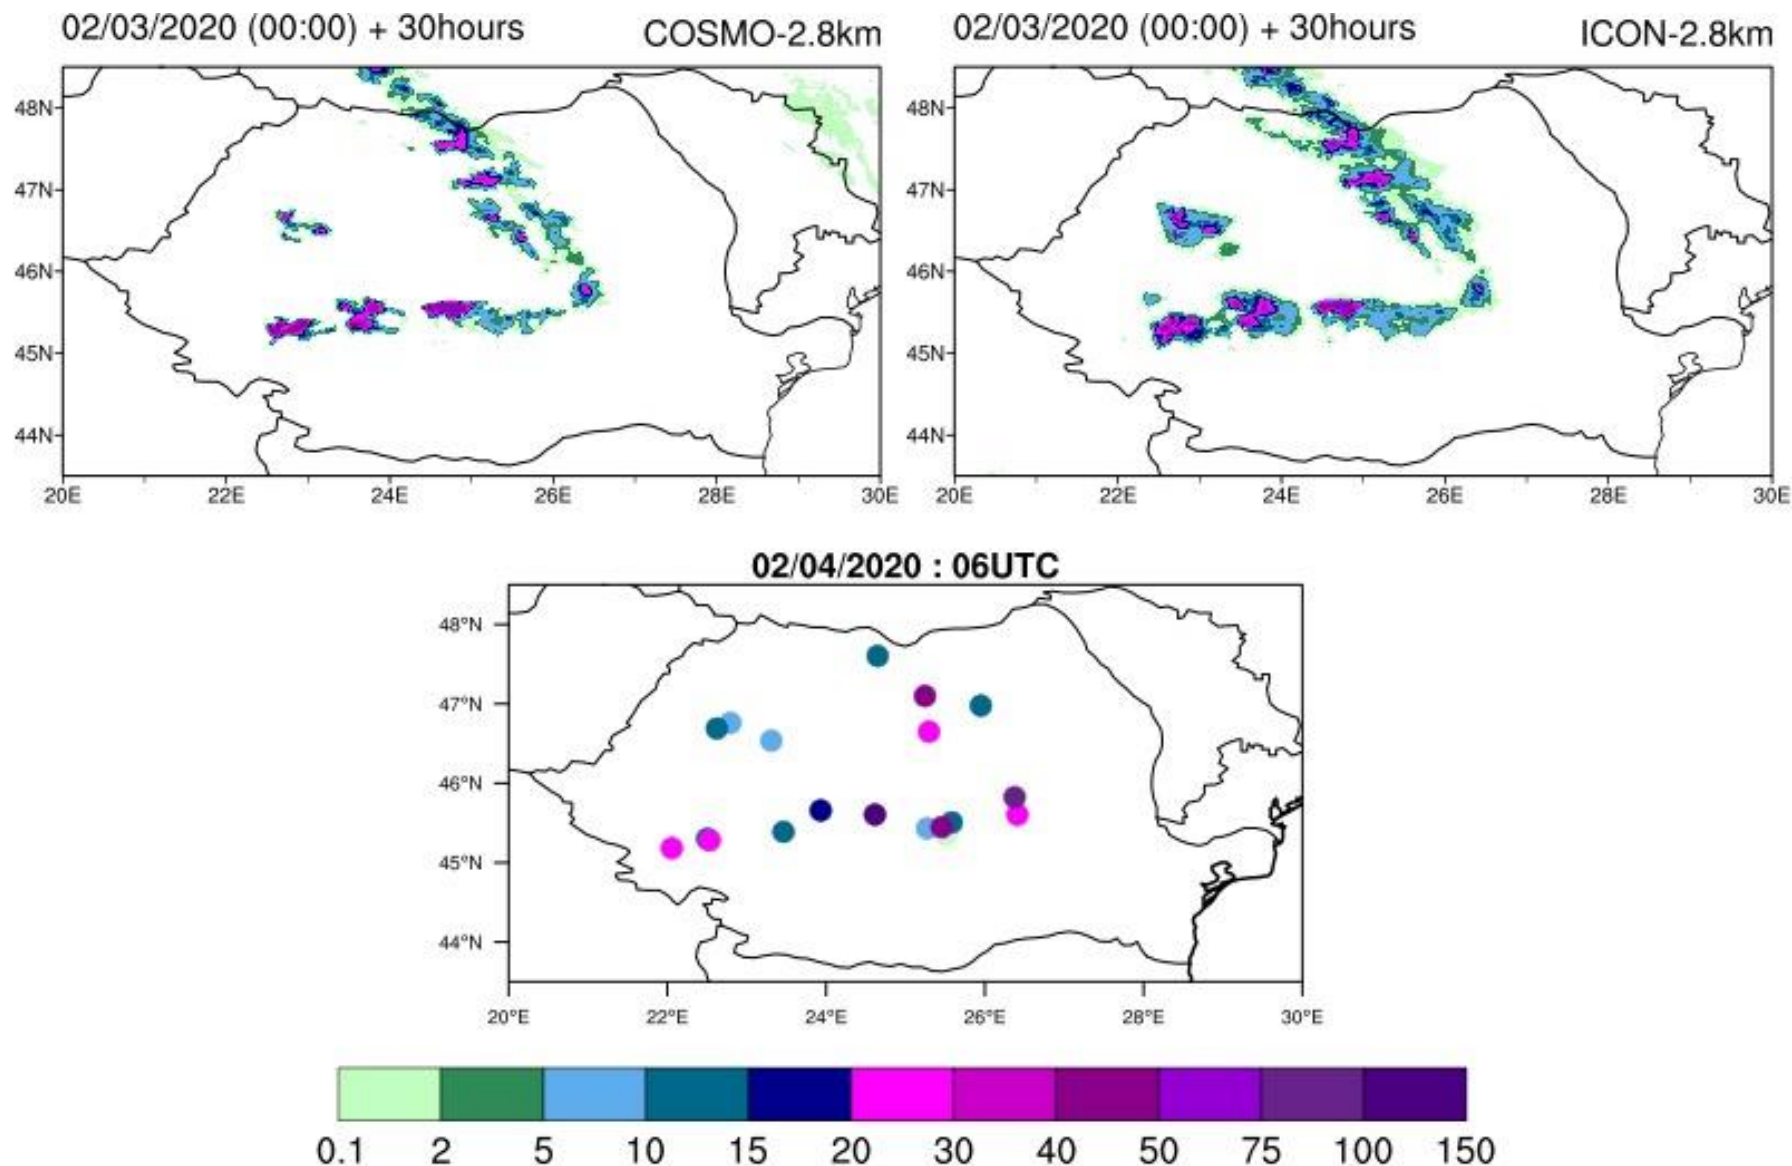 02/03/2020 (00:00) + 30hours COSMO-2.8km
48N
47N
46N
45N
44N
20E 22E 24E 26E 28E 30E
02/03/2020 (00:00) + 30hours ICON-2.8km
48N
47N
46N
45N
44N
20E 22E 24E 26E 28E 30E
02/04/2020 : 06UTC
48°N
47°N
46°N
45°N
44°N
20°E 22°E 24°E 26°E 28°E 30°E
0.1 2 5 10 15 20 30 40 50 75 100 150